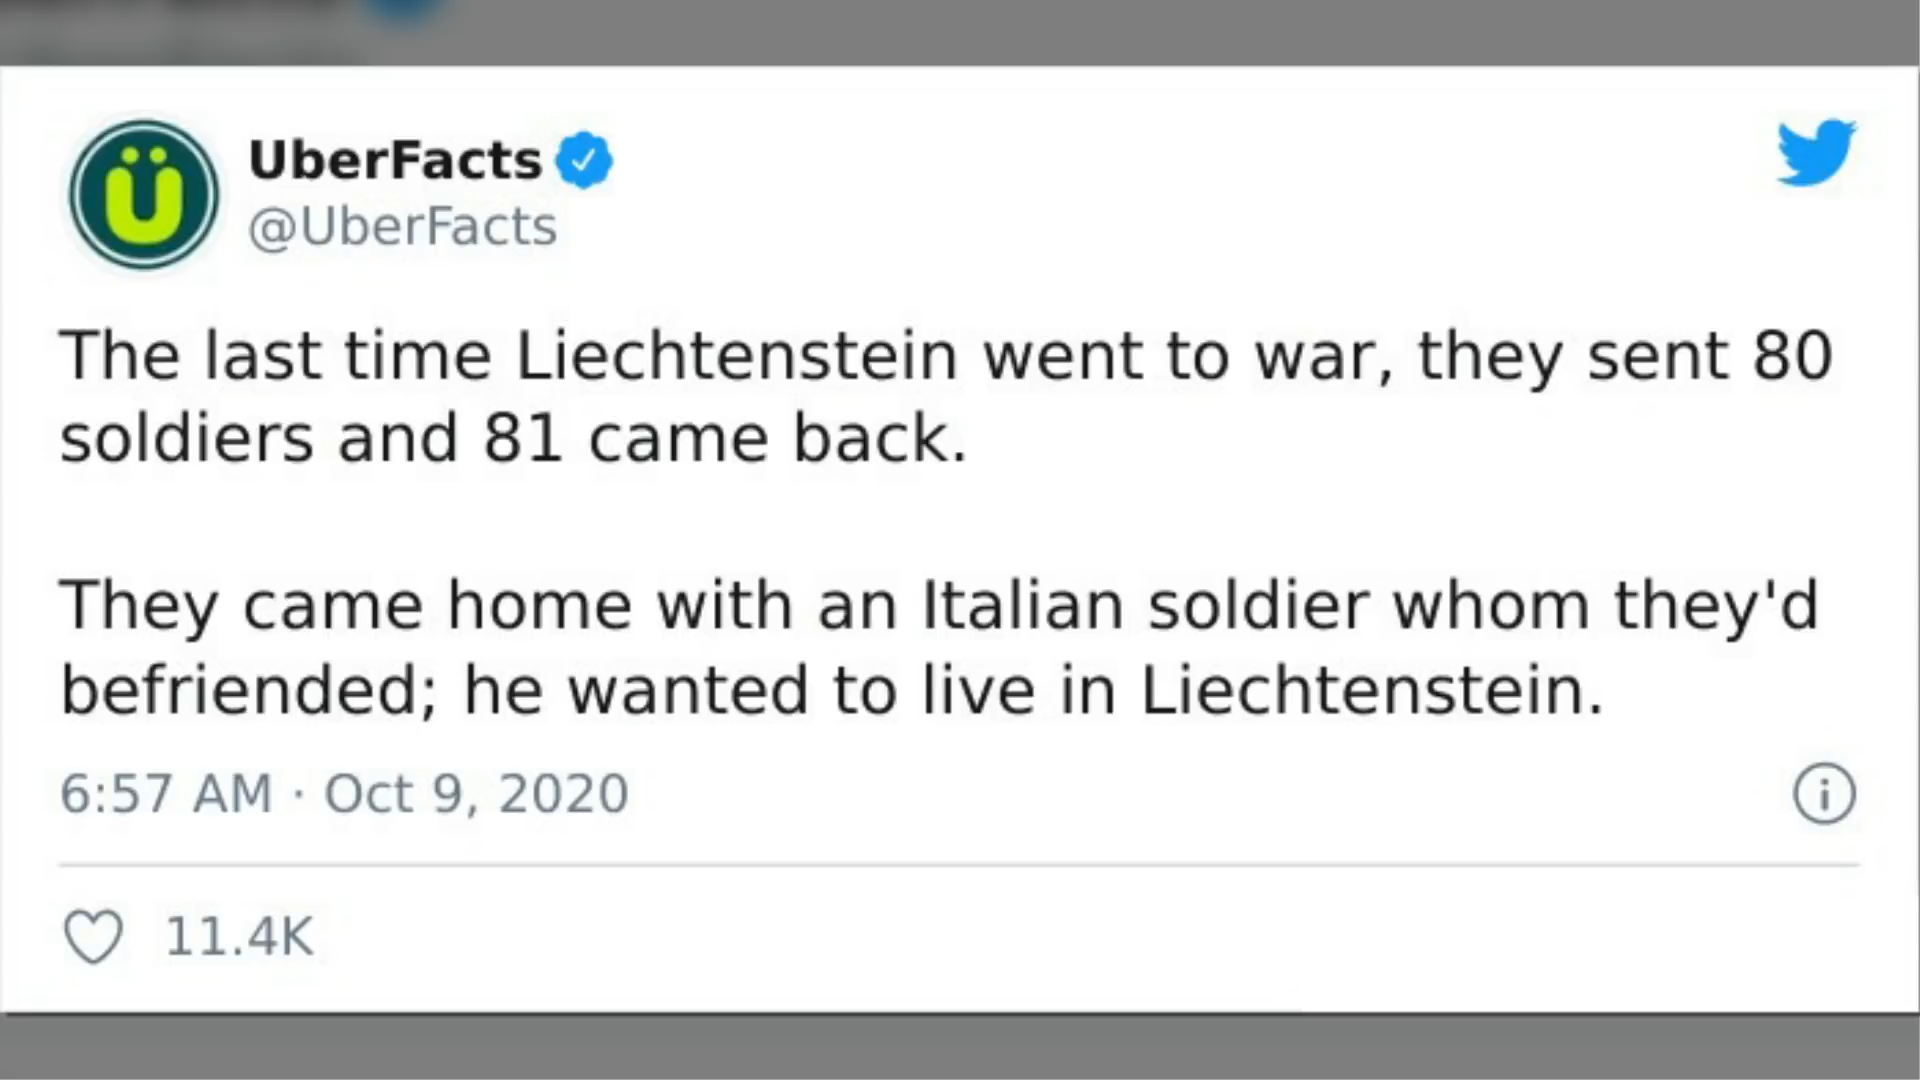 UberFacts
@UberFacts
The last time Liechtenstein went to war, they sent 80
soldiers and 81 came back.
They came home with an Italian soldier whom they'd
befriended; he wanted to live in Liechtenstein.
6:57 AM · Oct 9, 2020
11.4K